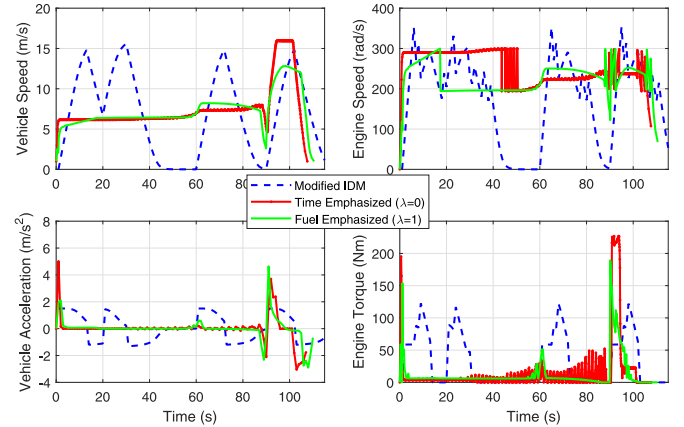 20
15
10
5
0
Vehicle Speed (m/s)
0 20 40 60 80 100
400
300
200
100
0
Engine Speed (rad/s)
0 20 40 60 80 100
Modified IDM
Time Emphasized (λ=0)
Fuel Emphasized (λ=1)
6
4
2
0
-2
-4
Vehicle Acceleration (m/s²)
0 20 40 60 80 100
Time (s)
200
150
100
50
0
Engine Torque (Nm)
0 20 40 60 80 100
Time (s)